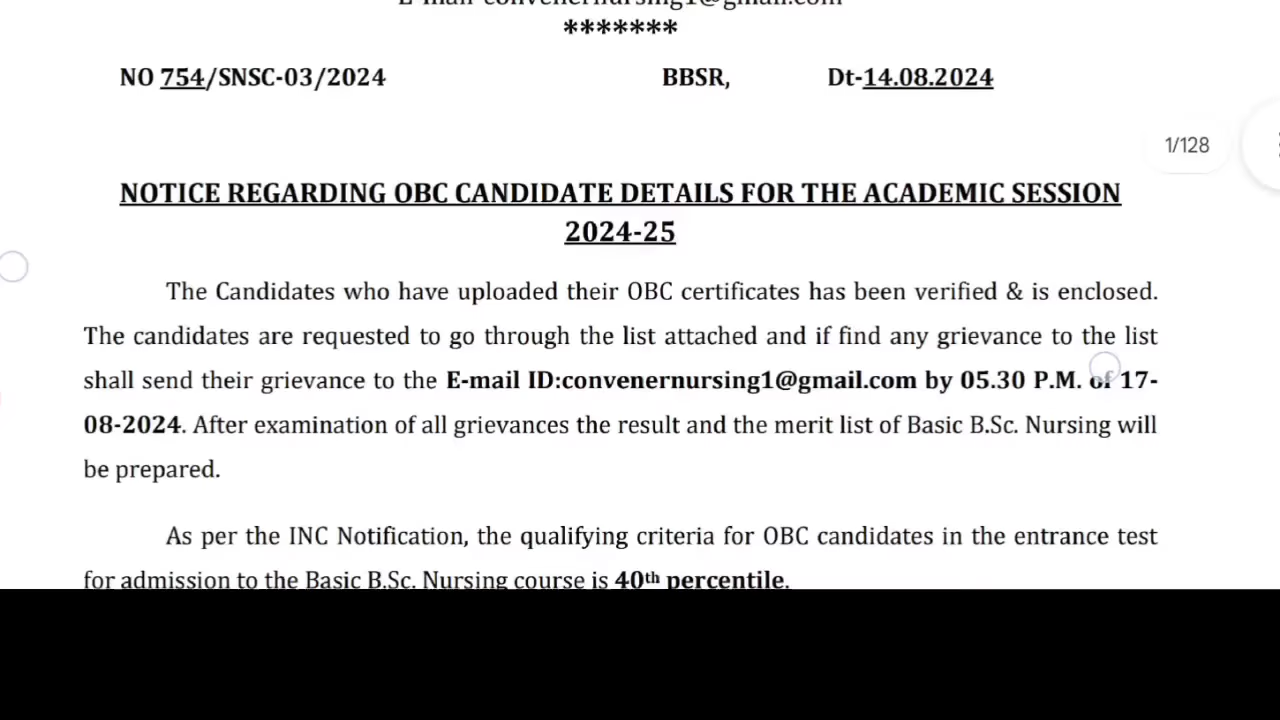 E-mail-convenernursing1@gmail.com
*******
NO 754/SNSC-03/2024 BBSR, Dt-14.08.2024
1/128
NOTICE REGARDING OBC CANDIDATE DETAILS FOR THE ACADEMIC SESSION
2024-25
The Candidates who have uploaded their OBC certificates has been verified & is enclosed.
The candidates are requested to go through the list attached and if find any grievance to the list
shall send their grievance to the E-mail ID:convenernursing1@gmail.com by 05.30 P.M. of 17-
08-2024. After examination of all grievances the result and the merit list of Basic B.Sc. Nursing will
be prepared.
As per the INC Notification, the qualifying criteria for OBC candidates in the entrance test
for admission to the Basic B.Sc. Nursing course is 40th percentile.